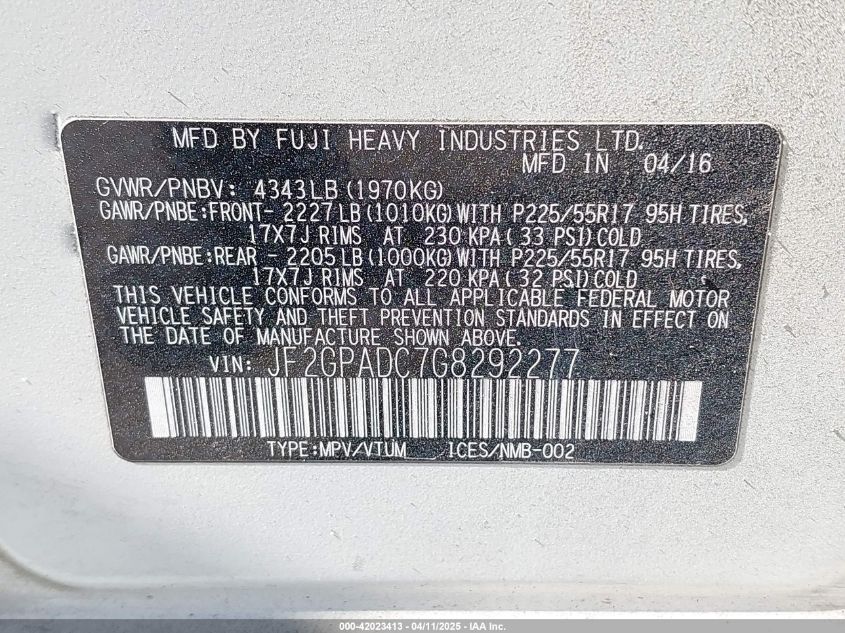 MFD BY FUJI HEAVY INDUSTRIES LTD.
MFD IN 04/16
GVWR/PNBV: 4343LB (1970KG)
GAWR/PNBE:FRONT- 2227LB(1010KG)WITH P225/55R17 95H TIRES,
17X7J RIMS AT 230 KPA( 33 PSI)COLD
GAWR/PNBE:REAR - 2205LB(1000KG)WITH P225/55R17 95H TIRES,
17X7J RIMS AT 220 KPA( 32 PSI)COLD
THIS VEHICLE CONFORMS TO ALL APPLICABLE FEDERAL MOTOR
VEHICLE SAFETY AND THEFT PREVENTION STANDARDS IN EFFECT ON
THE DATE OF MANUFACTURE SHOWN ABOVE.
VIN: JF2GPADC7G8292277
TYPE:MPV/VTUM ICES/NMB-002
000-42023413 - 04/11/2025 - IAA Inc.